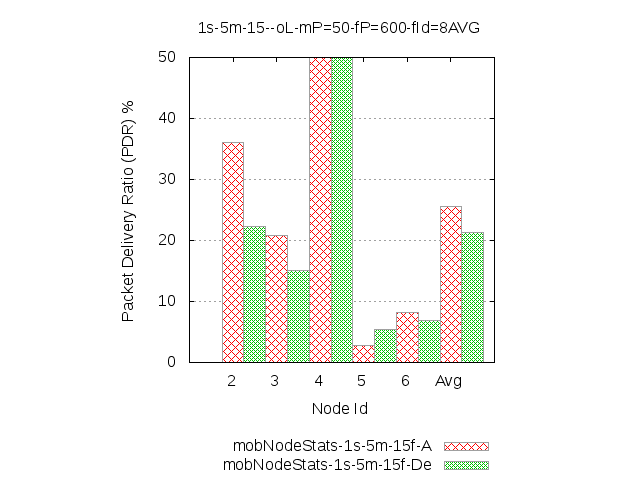 1s-5m-15--oL-mP=50-fP=600-fId=8AVG
50
40
30
20
10
0
Packet Delivery Ratio (PDR) %
2 3 4 5 6 Avg
Node Id
mobNodeStats-1s-5m-15f-A
mobNodeStats-1s-5m-15f-De